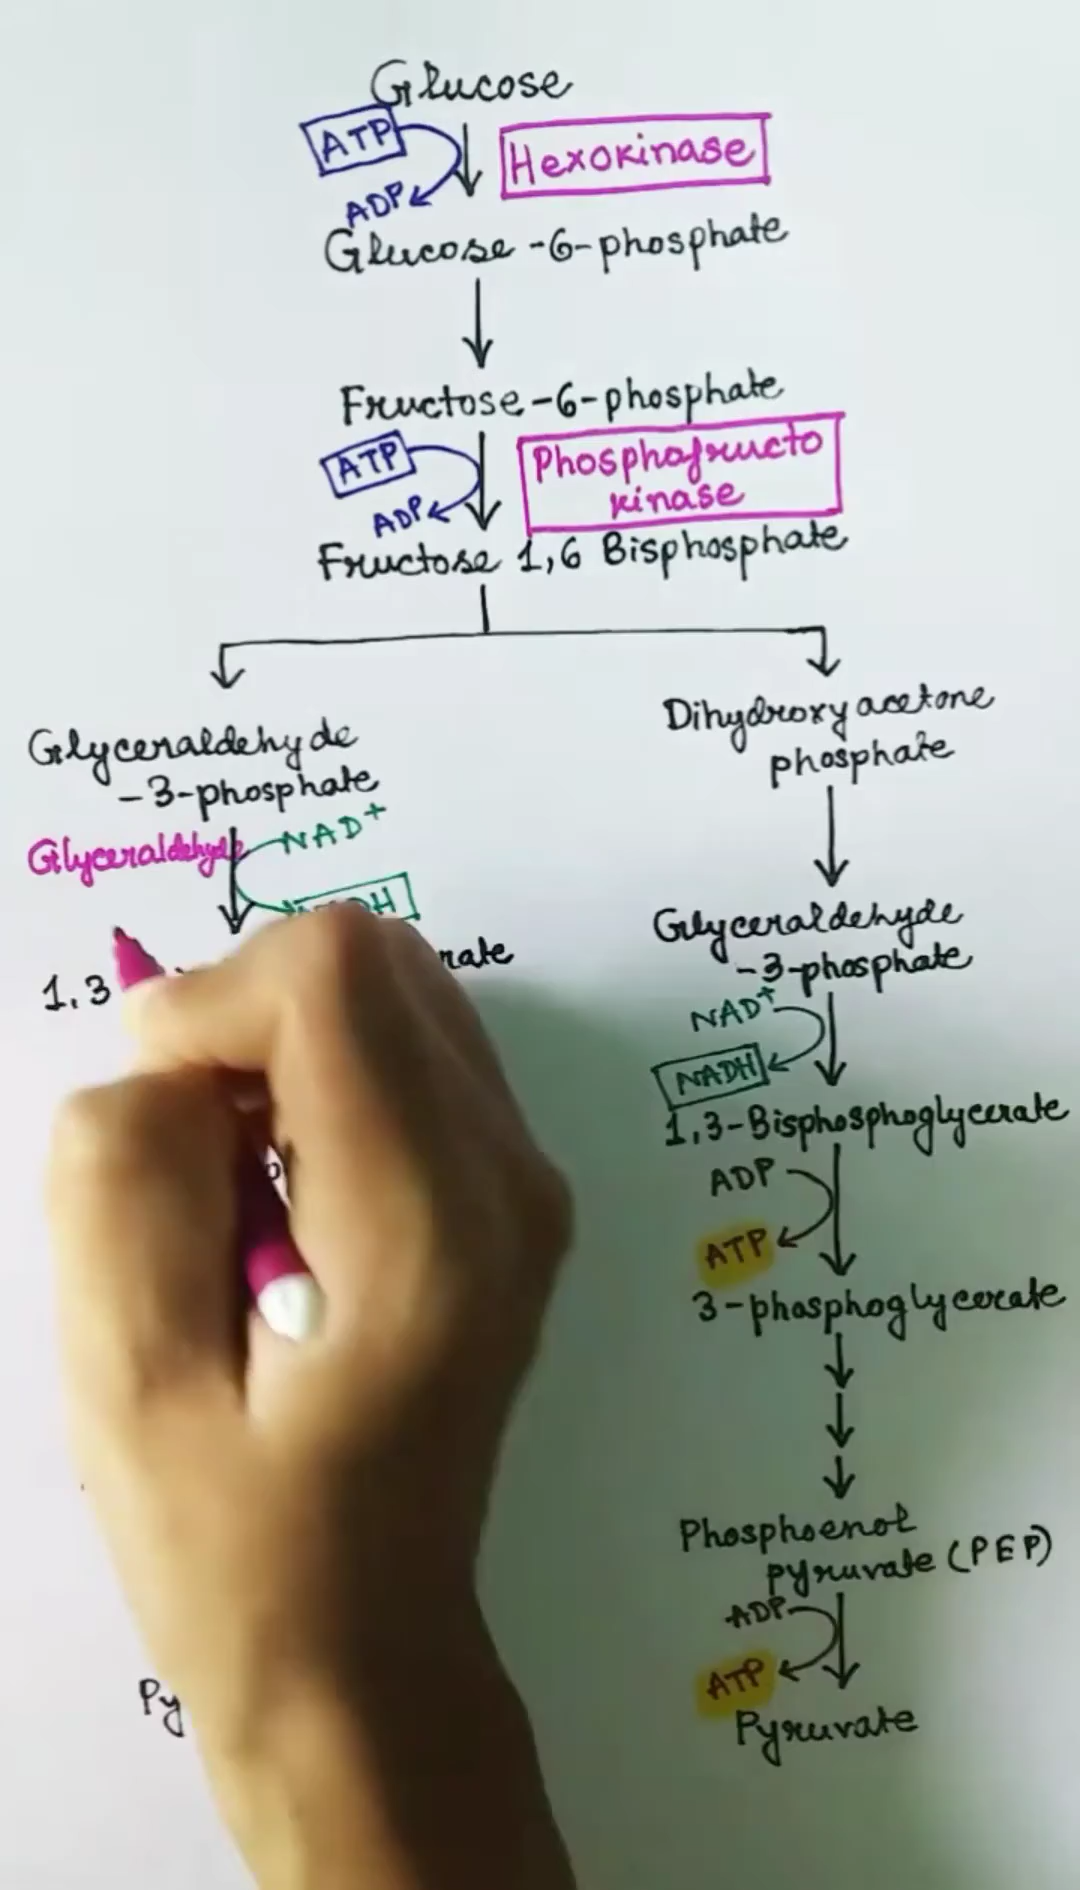 Glucose
ATP
Hexokinase
ADP
Glucose-6-phosphate
Fructose-6-phosphate
ATP
Phosphofructo
kinase
ADP
Fructose 1,6 Bisphosphate
Glyceraldehyde
-3-phosphate
Glyceraldehyde
NAD+
1,3
Py
Dihydroxyacetone
phosphate
Glyceraldehyde
-3-phosphate
NAD+
NADH
1,3-Bisphosphoglycerate
ADP
ATP
3-phosphoglycerate
Phosphoenol
pyruvate (PEP)
ADP
ATP
Pyruvate